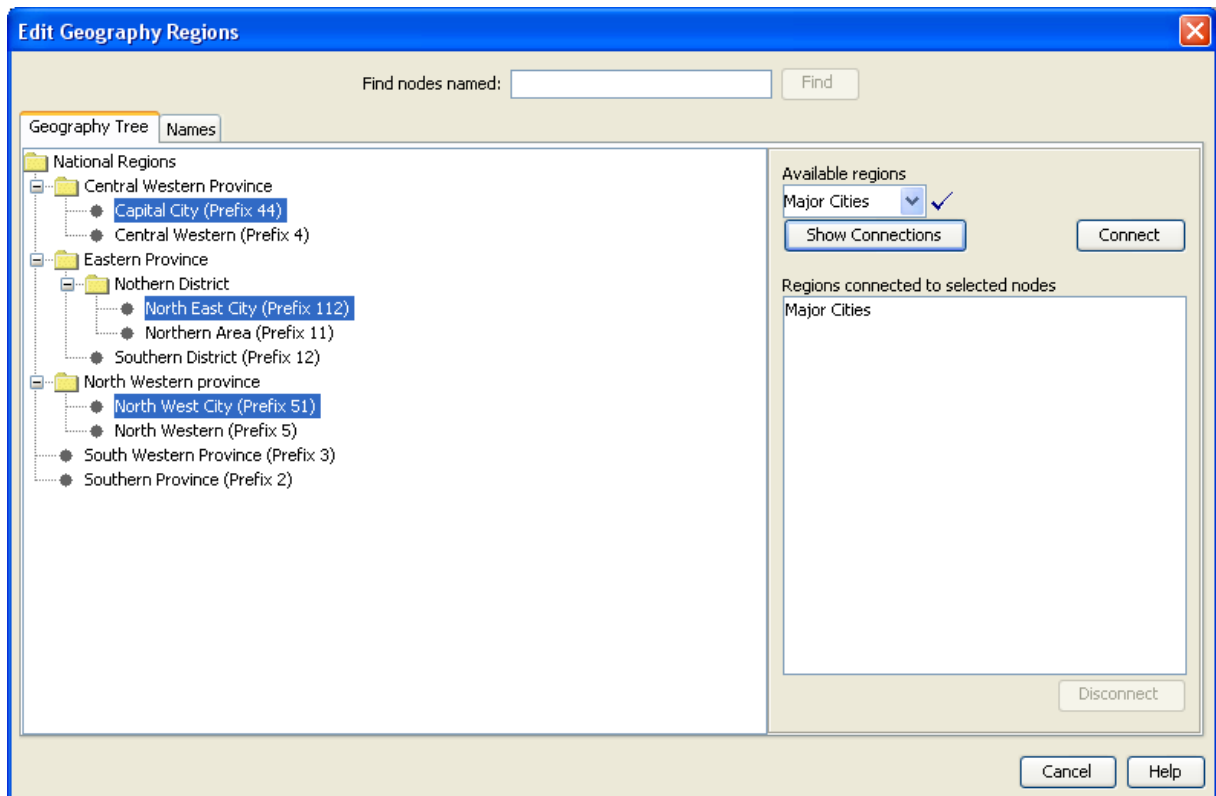 Edit Geography Regions
Find nodes named:
Find
Geography Tree
Names
National Regions
Central Western Province
Capital City (Prefix 44)
Central Western (Prefix 4)
Eastern Province
Nothern District
North East City (Prefix 112)
Northern Area (Prefix 11)
Southern District (Prefix 12)
North Western province
North West City (Prefix 51)
North Western (Prefix 5)
South Western Province (Prefix 3)
Southern Province (Prefix 2)
Available regions
Major Cities
Show Connections
Connect
Regions connected to selected nodes
Major Cities
Disconnect
Cancel
Help